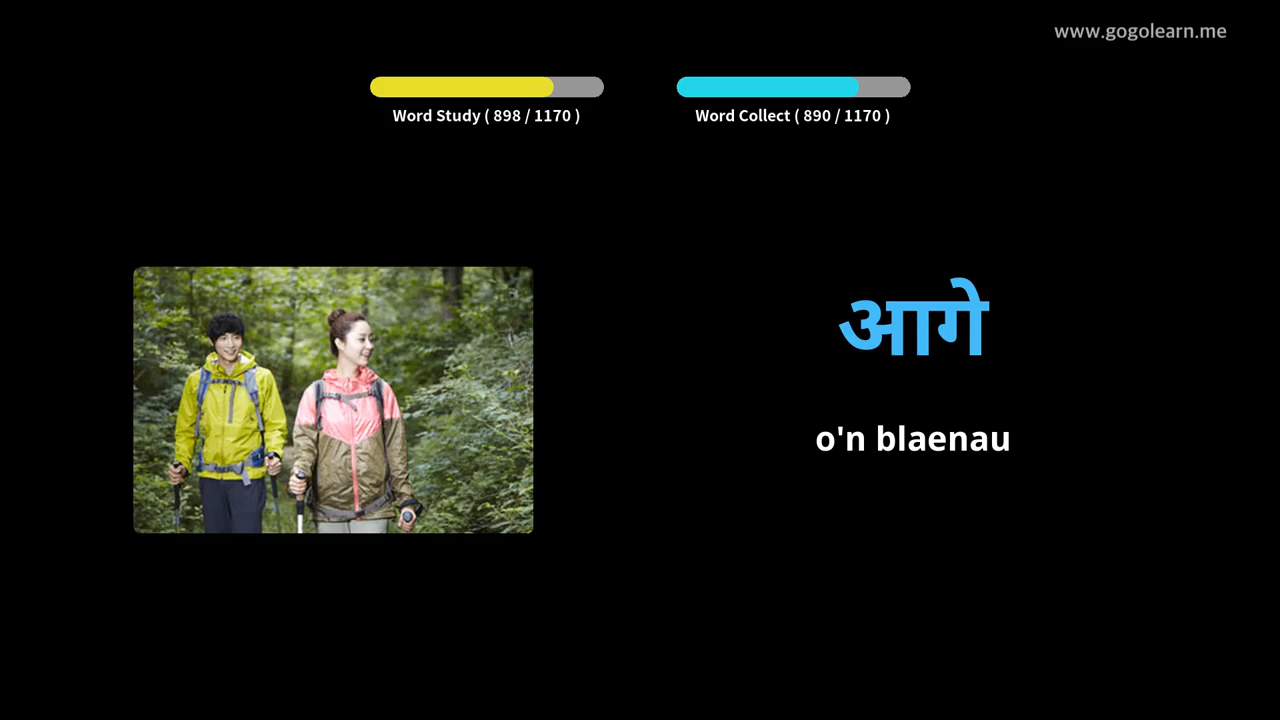 www.gogolearn.me
Word Study ( 898 / 1170 )
Word Collect ( 890 / 1170 )
आगे
o'n blaenau